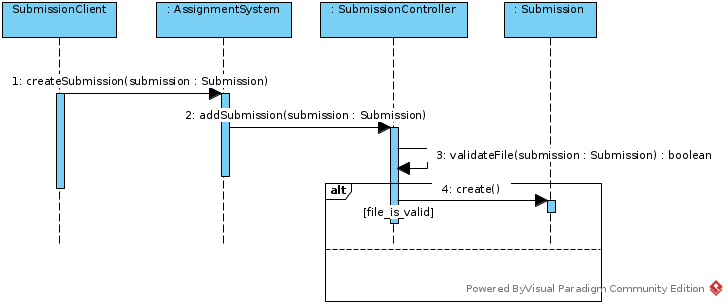 SubmissionClient
: AssignmentSystem
: SubmissionController
: Submission
1: createSubmission(submission : Submission)
2: addSubmission(submission : Submission)
3: validateFile(submission : Submission) : boolean
alt
4: create()
[file_is_valid]
Powered ByVisual Paradigm Community Edition